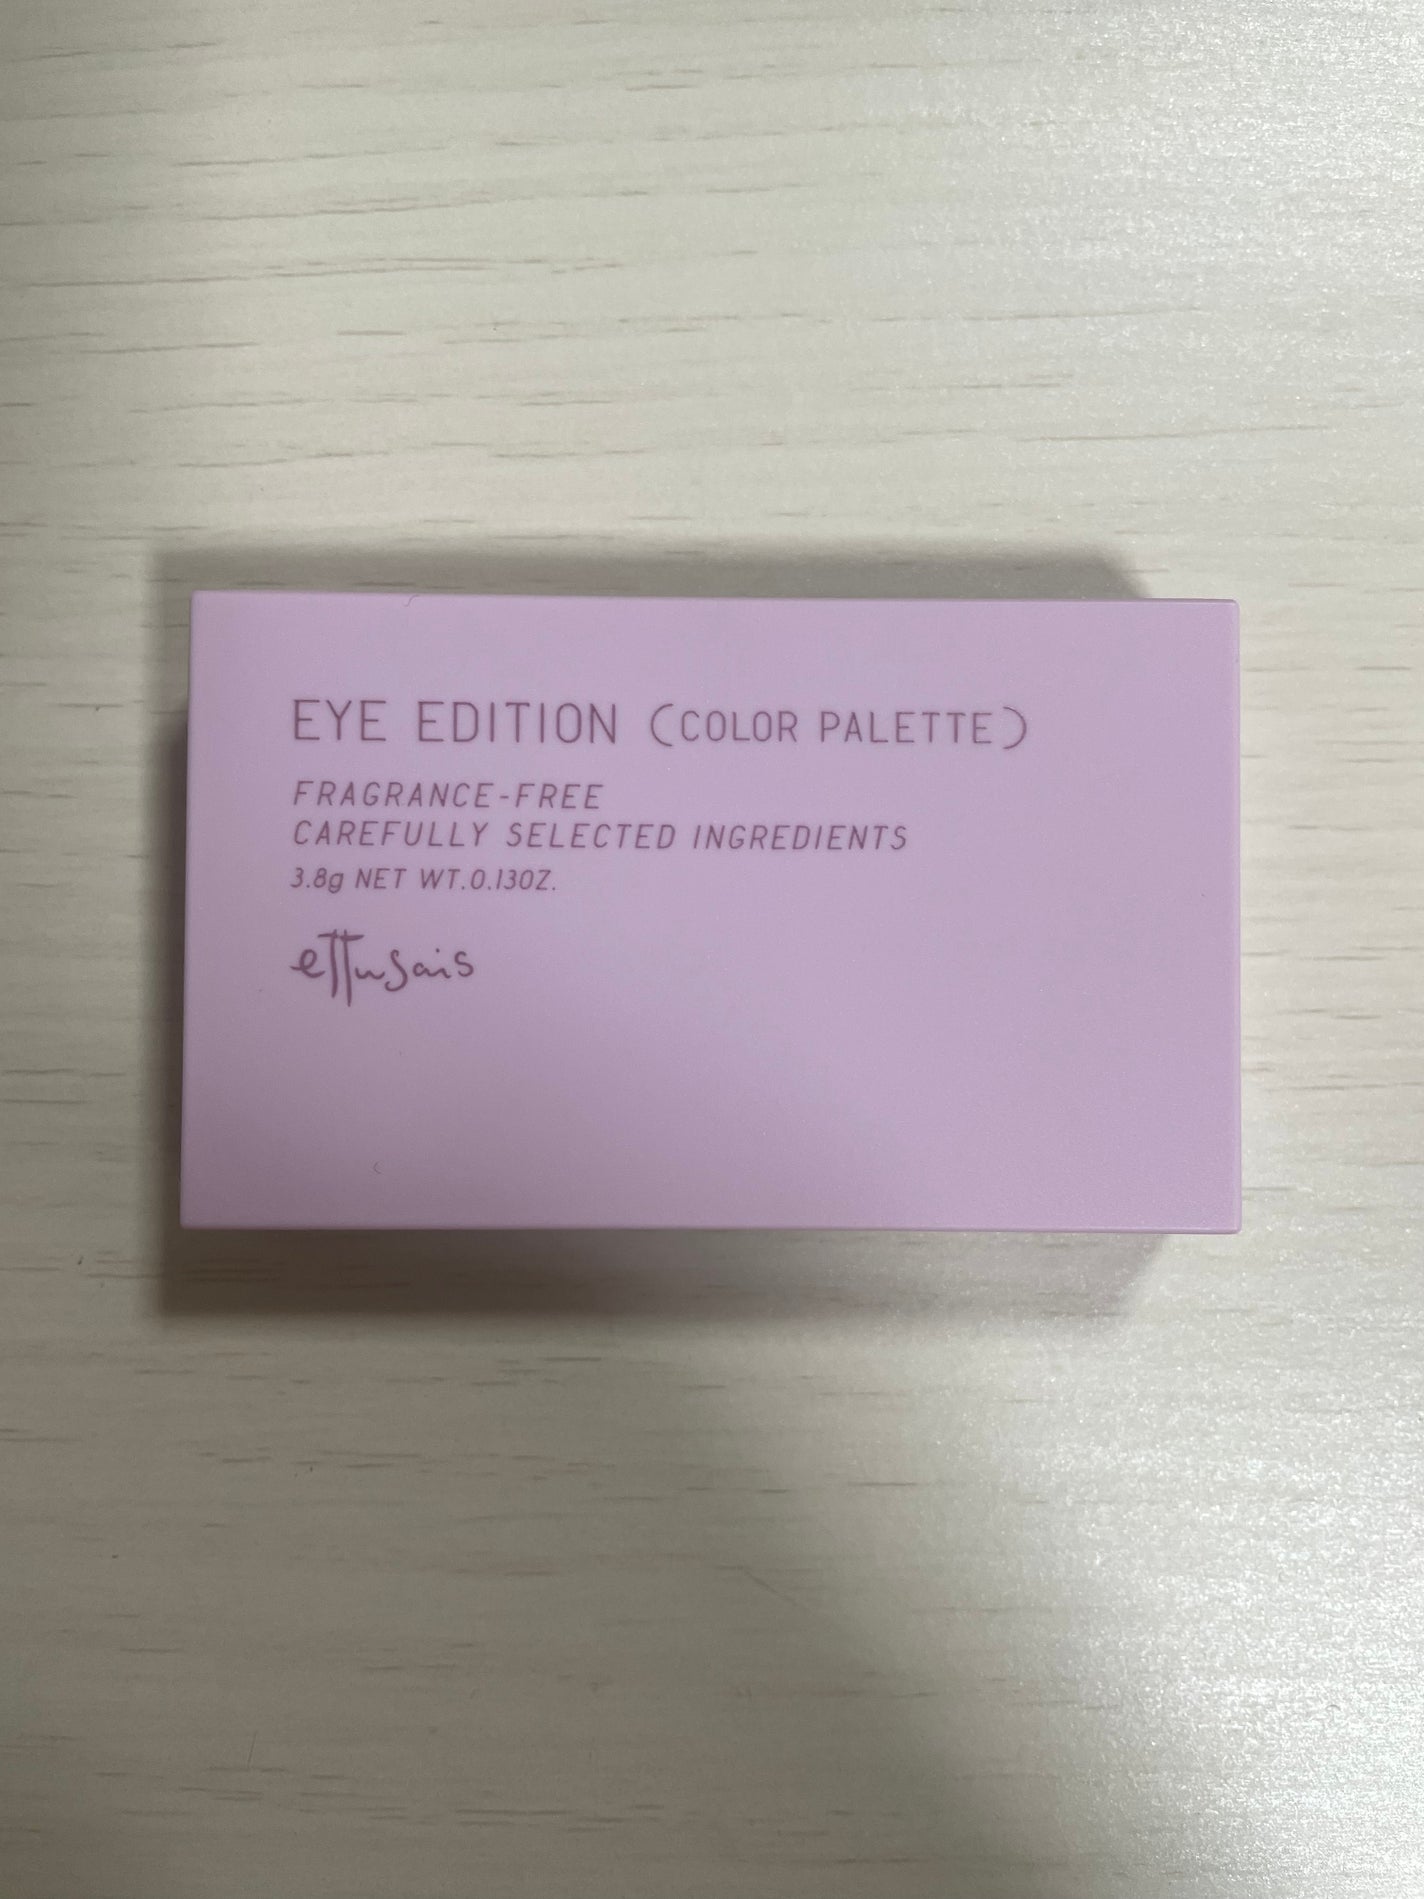 EYE EDITION (COLOR PALETTE)
FRAGRANCE-FREE
CAREFULLY SELECTED INGREDIENTS
3.8g NET WT.0.13OZ.
ettusais